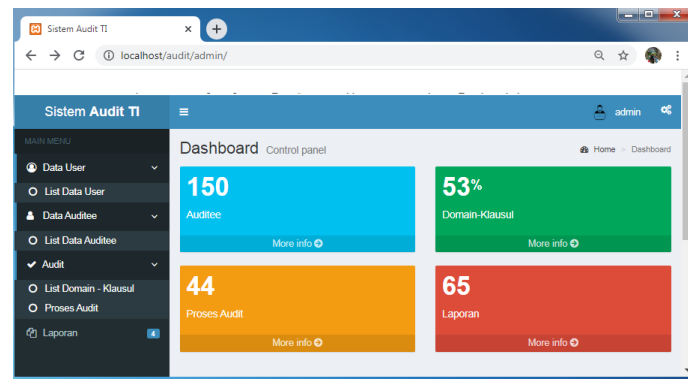 Sistem Audit TI
localhost/audit/admin/
Sistem Audit TI
admin
MAIN MENU
Data User
List Data User
Data Auditee
List Data Auditee
Audit
List Domain - Klausul
Proses Audit
Laporan
4
Dashboard Control panel
Home > Dashboard
150
Auditee
More info
53%
Domain-Klausul
More info
44
Proses Audit
More info
65
Laporan
More info